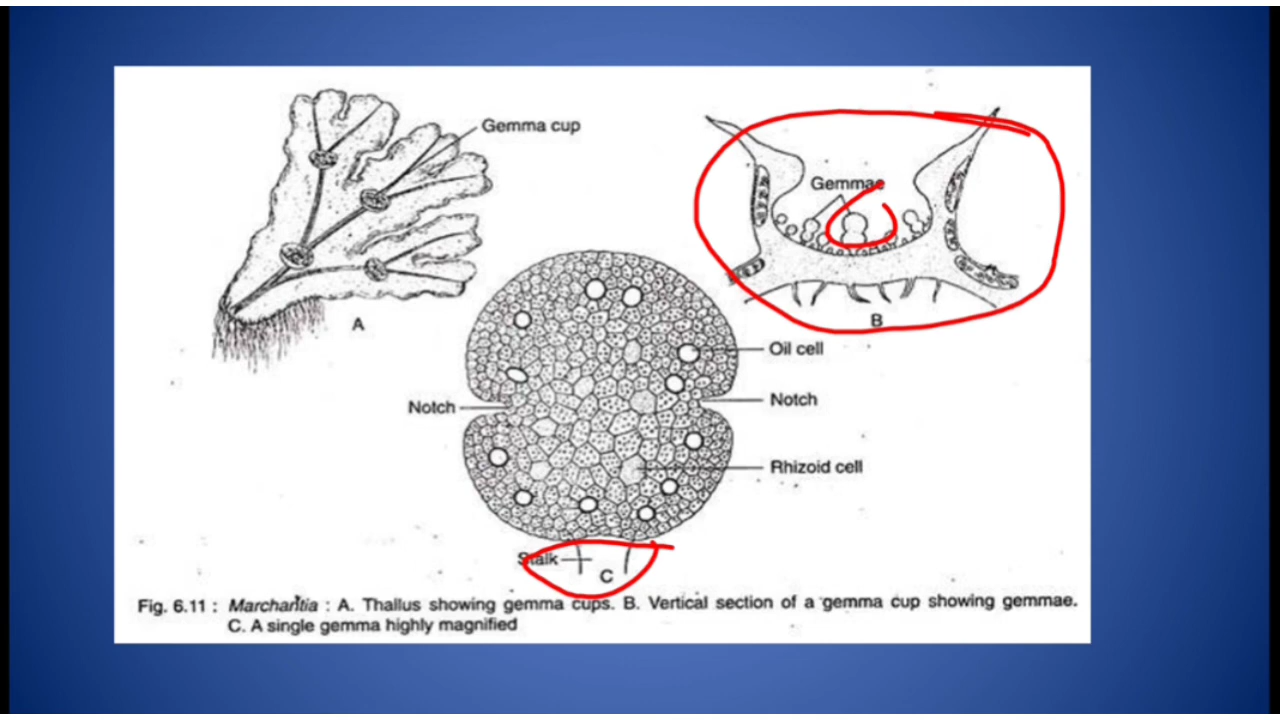 Gemma cup
Gemmae
A
B
Oil cell
Notch
Notch
Rhizoid cell
Stalk
C
Fig. 6.11 : Marchantia : A. Thallus showing gemma cups. B. Vertical section of a gemma cup showing gemmae.
C. A single gemma highly magnified